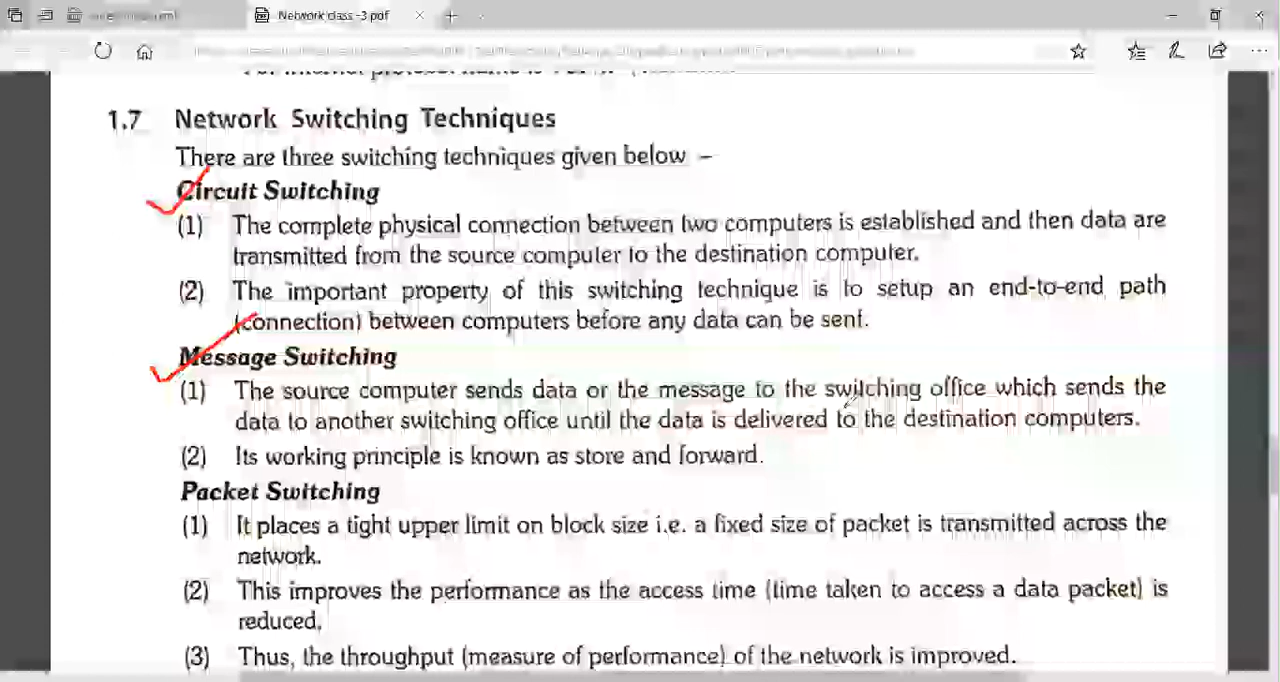 Network class -3 pdf
1.7 Network Switching Techniques
There are three switching techniques given below –
Circuit Switching
(1) The complete physical connection between two computers is established and then data are
transmitted from the source computer to the destination computer.
(2) The important property of this switching technique is to setup an end-to-end path
(connection) between computers before any data can be sent.
Message Switching
(1) The source computer sends data or the message to the switching office which sends the
data to another switching office until the data is delivered to the destination computers.
(2) Its working principle is known as store and forward.
Packet Switching
(1) It places a tight upper limit on block size i.e. a fixed size of packet is transmitted across the
network.
(2) This improves the performance as the access time (time taken to access a data packet) is
reduced.
(3) Thus, the throughput (measure of performance) of the network is improved.